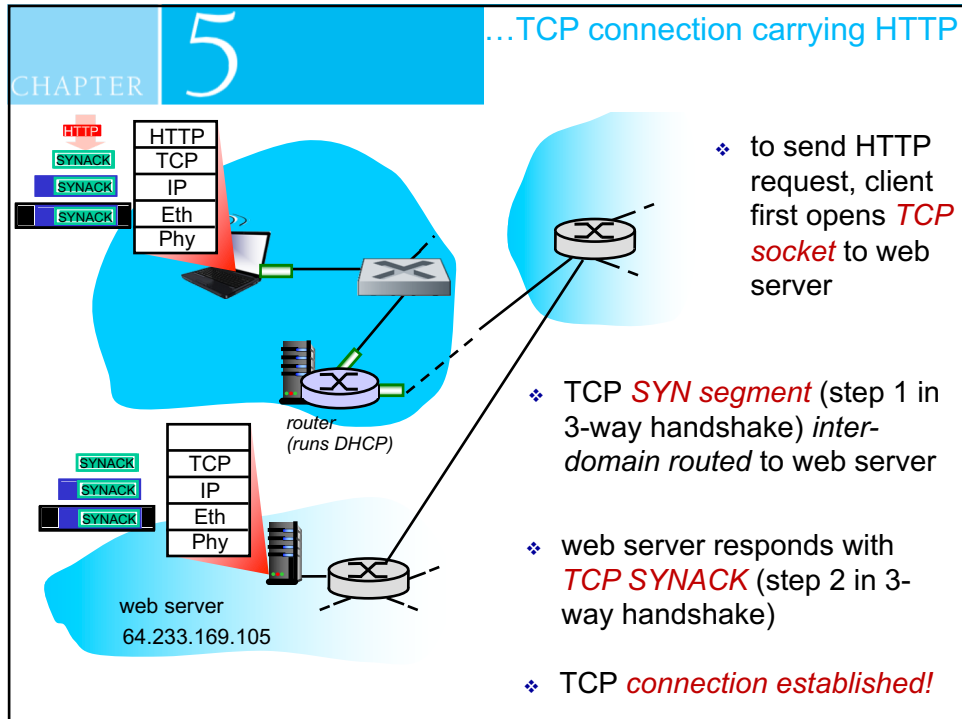 CHAPTER 5
…TCP connection carrying HTTP
HTTP
SYNACK
SYNACK
SYNACK
HTTP
TCP
IP
Eth
Phy
router
(runs DHCP)
SYNACK
SYNACK
SYNACK
TCP
IP
Eth
Phy
web server
64.233.169.105
❖ to send HTTP
request, client
first opens TCP
socket to web
server
❖ TCP SYN segment (step 1 in
3-way handshake) inter-
domain routed to web server
❖ web server responds with
TCP SYNACK (step 2 in 3-
way handshake)
❖ TCP connection established!